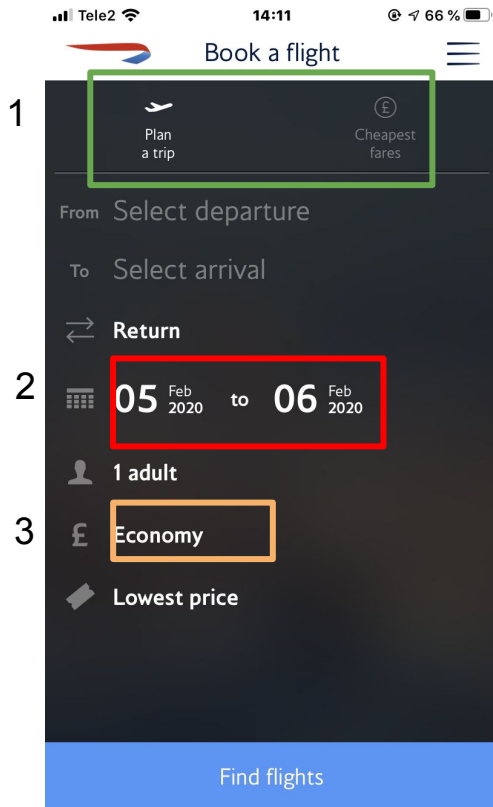 Tele2 14:11 66 %
Book a flight
1
£
Plan Cheapest
a trip fares
From Select departure
To Select arrival
Return
2
05 Feb 2020 to 06 Feb 2020
1 adult
3
£ Economy
Lowest price
Find flights